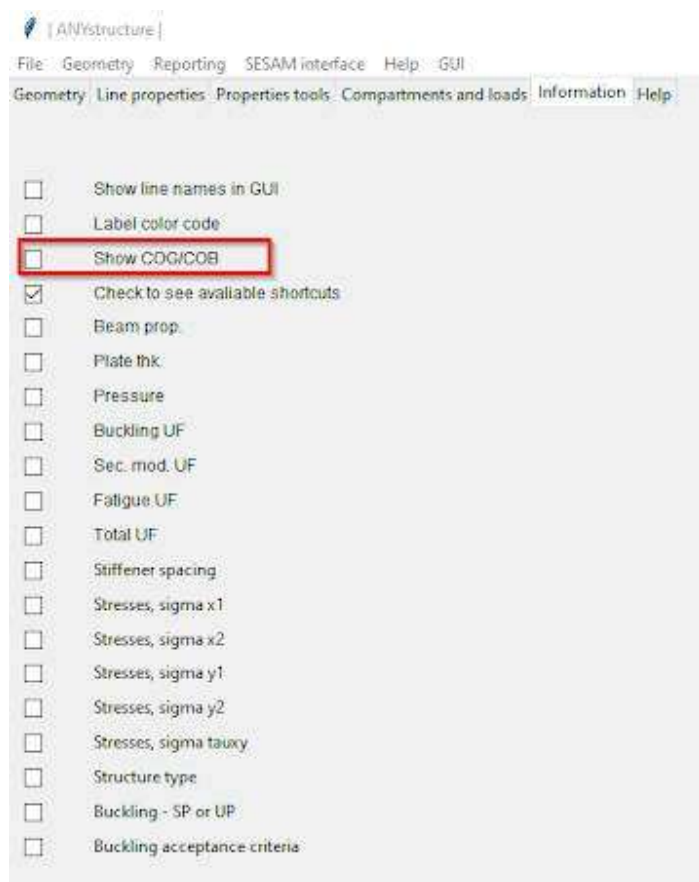 [ ANYstructure ]
File Geometry Reporting SESAM interface Help GUI
Geometry Line properties Properties tools Compartments and loads Information Help
Show line names in GUI
Label color code
Show COG/COB
Check to see avaliable shortcuts
Beam prop.
Plate thk.
Pressure
Buckling UF
Sec. mod. UF
Fatigue UF
Total UF
Stiffener spacing
Stresses, sigma x1
Stresses, sigma x2
Stresses, sigma y1
Stresses, sigma y2
Stresses, sigma tauxy
Structure type
Buckling - SP or UP
Buckling acceptance criteria